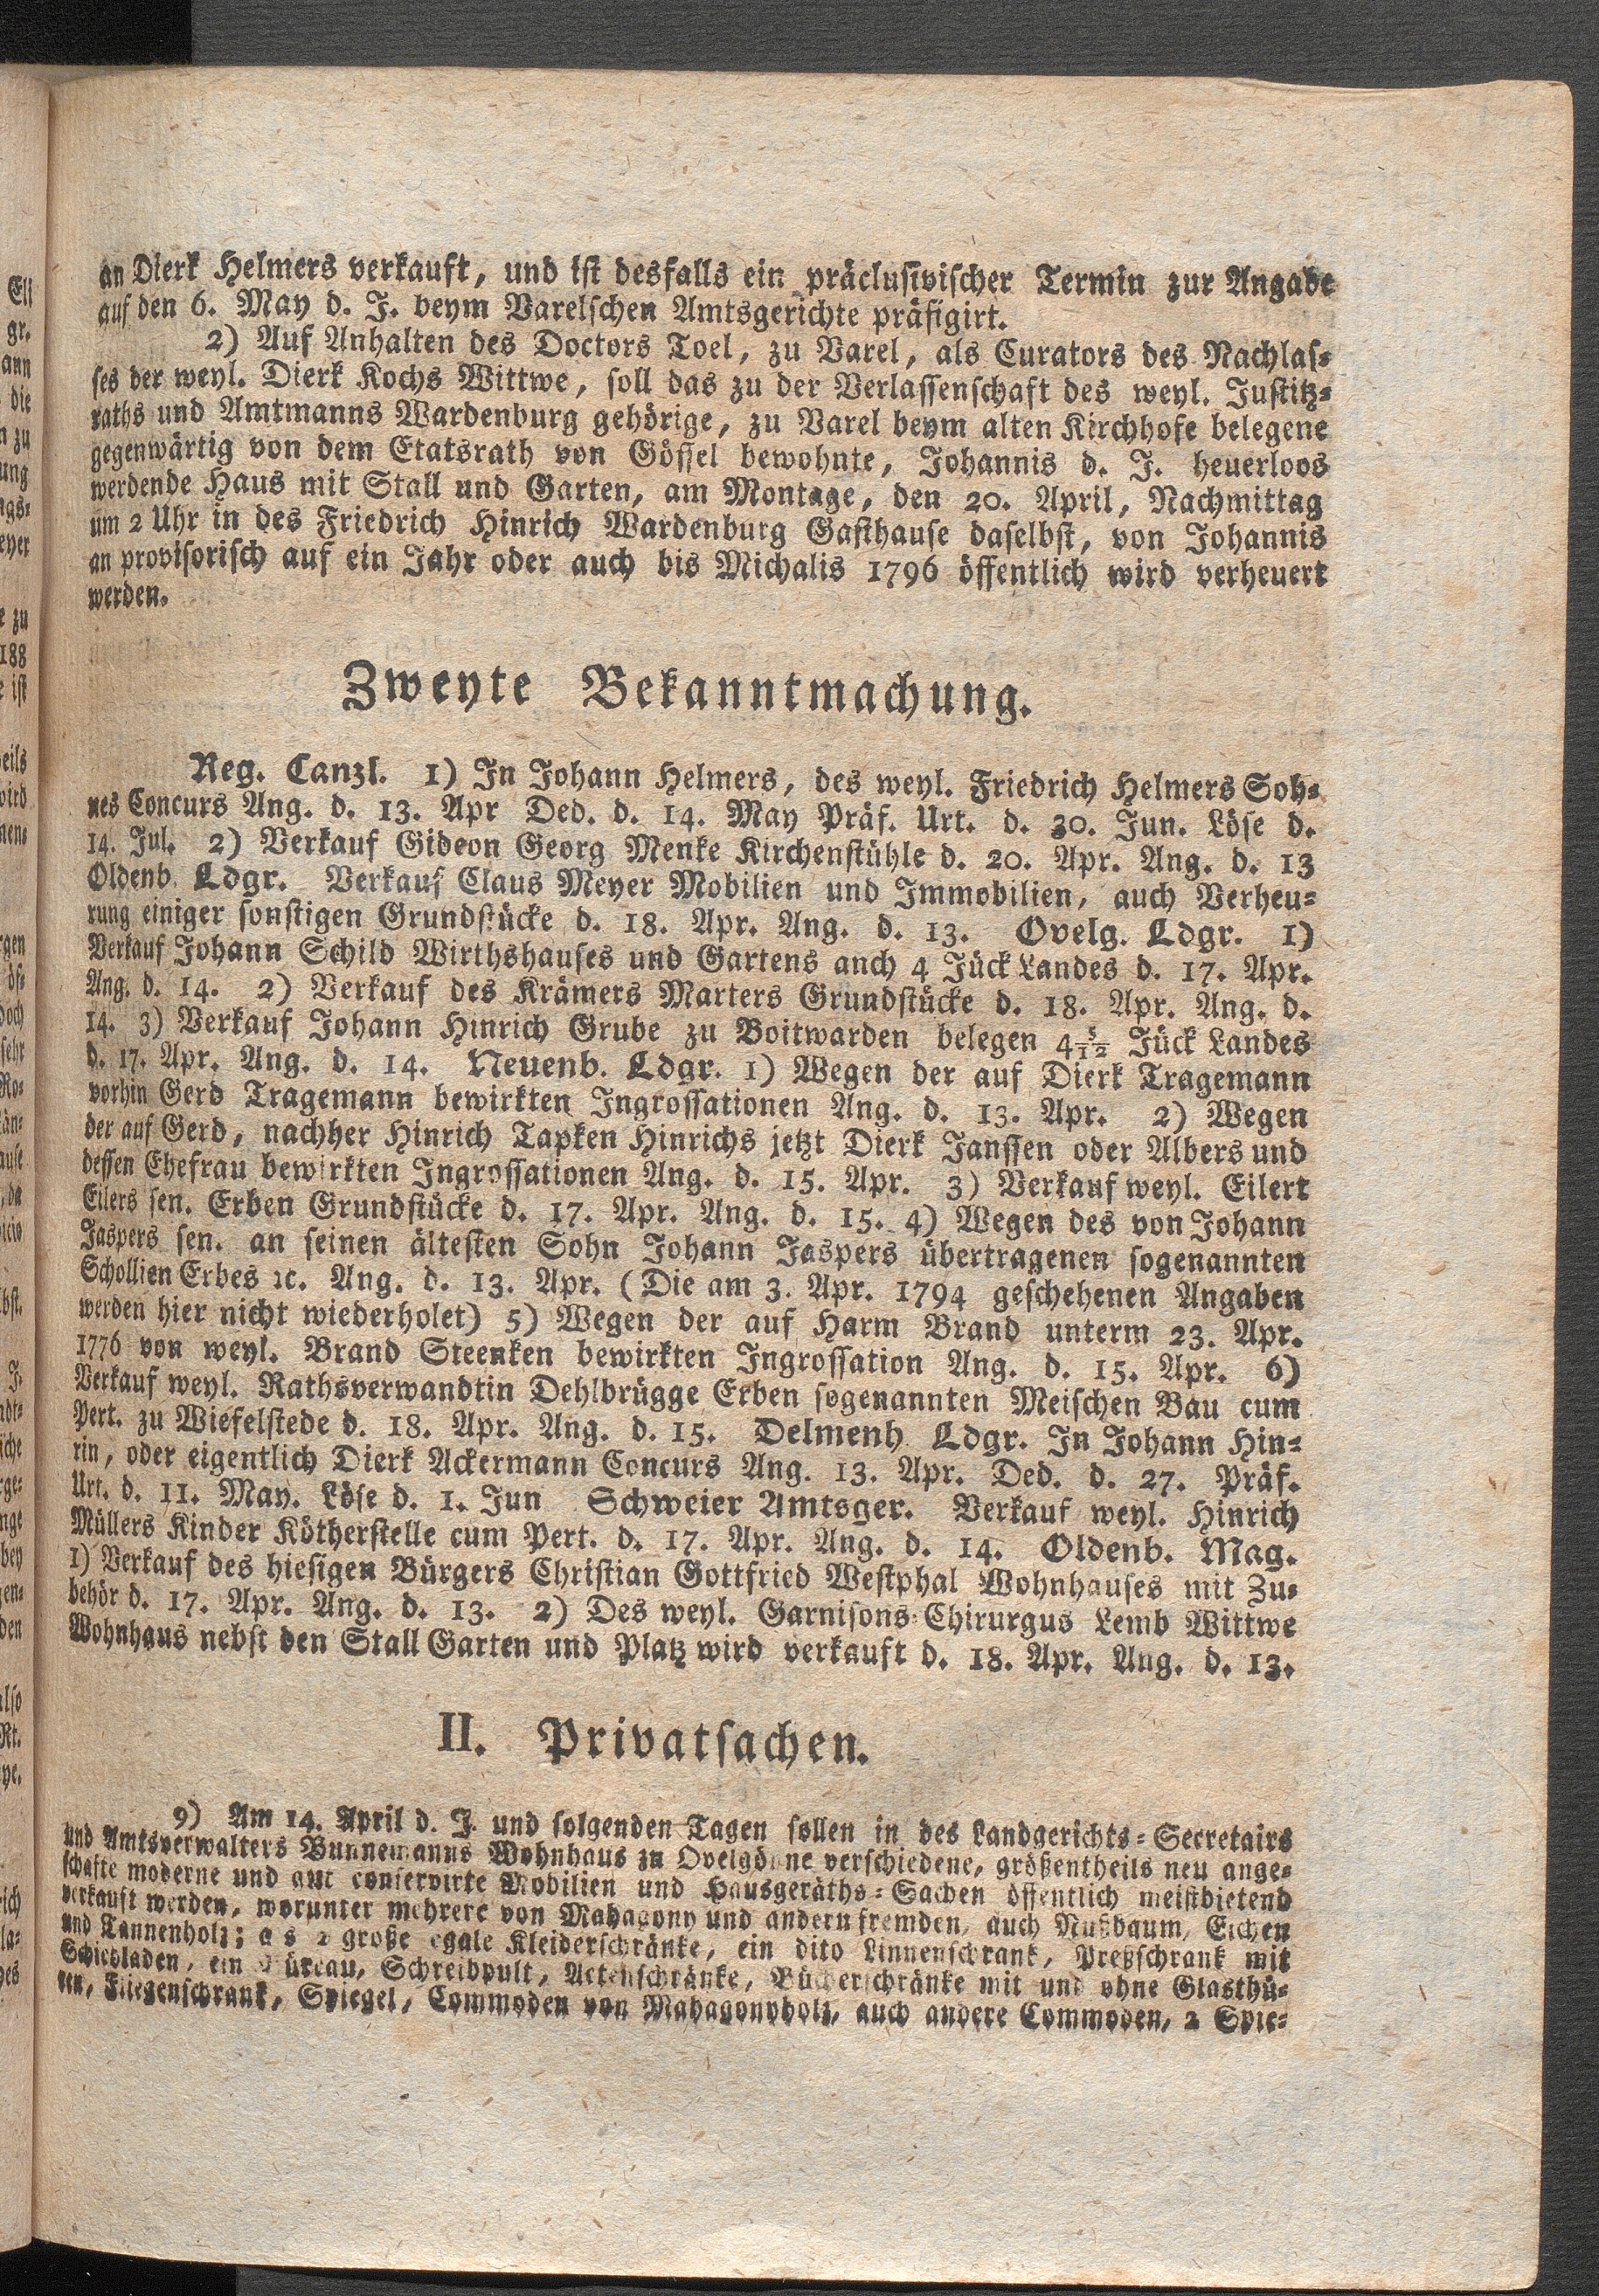 an Dierk Helmers verkauft, und ist desfalls ein präclusivischer Termin zur Angabe
auf den 6. May d. J. beym Varelschen Amtsgerichte präfigirt.
2) Auf Anhalten des Doctors Toel, zu Varel, als Curators des Nachlas-
ses der weyl. Dierk Kochs Wittwe, soll das zu der Verlassenschaft des weyl. Justitz-
raths und Amtmanns Wardenburg gehörige, zu Varel beym alten Kirchhofe belegene
gegenwärtig von dem Etatsrath von Gössel bewohnte, Johannis d. J. heuerloos
werdende Haus mit Stall und Garten, am Montage, den 20. April, Nachmittag
um 2 Uhr in des Friedrich Hinrich Wardenburg Gasthause daselbst, von Johannis
an provisorisch auf ein Jahr oder auch bis Michalis 1796 öffentlich wird verheuert
werden.
Zweyte Bekanntmachung.
Reg. Canzl. 1) In Johann Helmers, des weyl. Friedrich Helmers Soh-
nes Concurs Ang. d. 13. Apr Ded. d. 14. May Präf. Urt. d. 30. Jun. Löse d.
14. Jul. 2) Verkauf Gideon Georg Menke Kirchenstühle d. 20. Apr. Ang. d. 13
Oldenb. Ldgr. Verkauf Claus Meyer Mobilien und Immobilien, auch Verheu-
rung einiger sonstigen Grundstücke d. 18. Apr. Ang. d. 13. Ovelg. Ldgr. 1)
Verkauf Johann Schild Wirthshauses und Gartens anch 4 Jück Landes d. 17. Apr.
Ang. d. 14. 2) Verkauf des Krämers Marters Grundstücke d. 18. Apr. Ang. d.
14. 3) Verkauf Johann Hinrich Grube zu Boitwarden belegen 4 5/12 Jück Landes
d. 17. Apr. Ang. d. 14. Neuenb. Ldgr. 1) Wegen der auf Dierk Tragemann
vorhin Gerd Tragemann bewirkten Ingrossationen Ang. d. 13. Apr. 2) Wegen
der auf Gerd, nachher Hinrich Tapken Hinrichs jetzt Dierk Janssen oder Albers und
dessen Ehefrau bewirkten Ingrossationen Ang. d. 15. Apr. 3) Verkauf weyl. Eilert
Eilers sen. Erben Grundstücke d. 17. Apr. Ang. d. 15. 4) Wegen des von Johann
Jaspers sen. an seinen ältesten Sohn Johann Jaspers übertragenen sogenannten
Schollien Erbes ꝛc. Ang. d. 13. Apr. (Die am 3. Apr. 1794 geschehenen Angaben
werden hier nicht wiederholet) 5) Wegen der auf Harm Brand unterm 23. Apr.
1776 von weyl. Brand Steenken bewirkten Ingrossation Ang. d. 15. Apr. 6)
Verkauf weyl. Rathsverwandtin Dehlbrügge Erben sogenannten Meischen Bau cum
Pert. zu Wiefelstede d. 18. Apr. Ang. d. 15. Delmenh Ldgr. In Johann Hin-
rin, oder eigentlich Dierk Ackermann Concurs Ang. 13. Apr. Ded. d. 27. Präf.
Urt. d. 11. May. Löse d. 1. Jun Schweier Amtsger. Verkauf weyl. Hinrich
Müllers Kinder Kötherstelle cum Pert. d. 17. Apr. Ang. d. 14. Oldenb. Mag.
1) Verkauf des hiesigen Bürgers Christian Gottfried Westphal Wohnhauses mit Zu-
behör d. 17. Apr. Ang. d. 13. 2) Des weyl. Garnisons-Chirurgus Lemb Wittwe
Wohnhaus nebst den Stall Garten und Platz wird verkauft d. 18. Apr. Ang. d. 13.
II. Privatsachen.
9) Am 14. April d. J. und folgenden Tagen sollen in des Landgerichts-Secretairs
und Amtsverwalters Bunnemanns Wohnhaus zu Ovelgönne verschiedene, größentheils neu ange-
schafte moderne und gut conservirte Mobilien und Hausgeräths-Sachen öffentlich meistbietend
verkauft werden, worunter mehrere von Mahagony und andern fremden, auch Nußbaum, Eichen
und Tannenholz; als 2 große egale Kleiderschränke, ein dito Linnenschrank, Preßschrank mit
Schiebladen, ein Büreau, Schreibpult, Actenschränke, Bücherschränke mit und ohne Glasthü-
ren, Fliegenschrank, Spiegel, Commoden von Mahagonyholz, auch andere Commoden, 2 Spie-